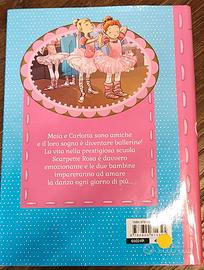 Maia e Carlotta sono amiche
e il loro sogno è diventare ballerine!
La vita nella prestigiosa scuola
Scarpette Rosa è davvero
emozionante e le due bambine
impareranno ad amare
la danza ogni giorno di più...